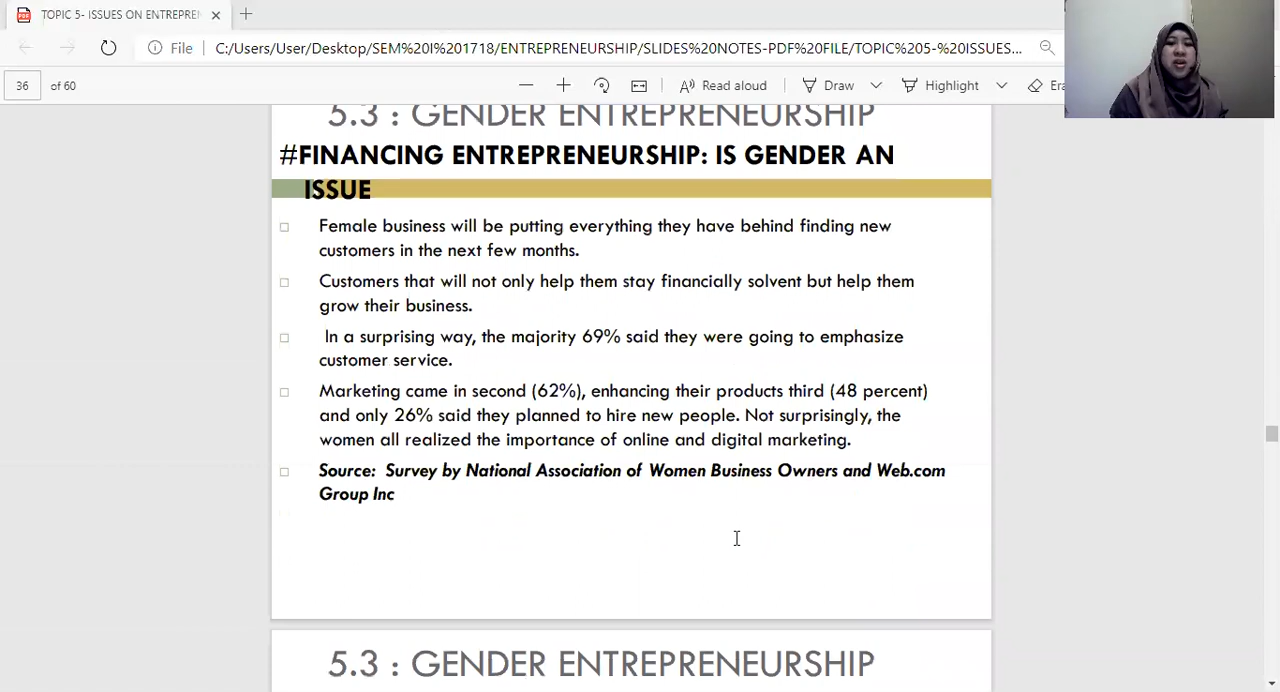 TOPIC 5- ISSUES ON ENTREPREN
File
C:/Users/User/Desktop/SEM%20I%201718/ENTREPRENEURSHIP/SLIDES%20NOTES-PDF%20FILE/TOPIC%205-%20ISSUES...
36 of 60
Read aloud
Draw
Highlight
Era
5.3 : GENDER ENTREPRENEURSHIP
#FINANCING ENTREPRENEURSHIP: IS GENDER AN
ISSUE
Female business will be putting everything they have behind finding new
customers in the next few months.
Customers that will not only help them stay financially solvent but help them
grow their business.
In a surprising way, the majority 69% said they were going to emphasize
customer service.
Marketing came in second (62%), enhancing their products third (48 percent)
and only 26% said they planned to hire new people. Not surprisingly, the
women all realized the importance of online and digital marketing.
Source: Survey by National Association of Women Business Owners and Web.com
Group Inc
5.3 : GENDER ENTREPRENEURSHIP